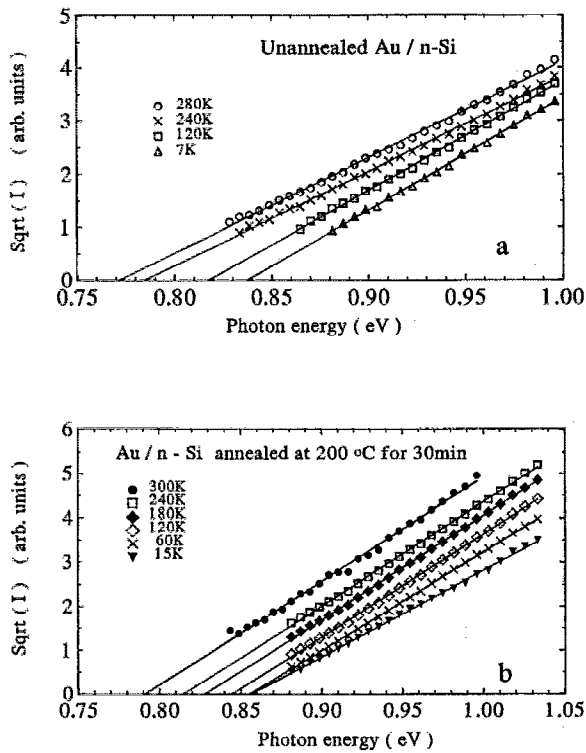 Unannealed Au / n-Si
5
4
3
2
1
0
Sqrt ( I ) ( arb. units )
280K
240K
120K
7K
a
0.75 0.80 0.85 0.90 0.95 1.00
Photon energy ( eV )
Au / n - Si annealed at 200 ºC for 30min
6
5
4
3
2
1
0
Sqrt ( I ) ( arb. units )
300K
240K
180K
120K
60K
15K
b
0.75 0.80 0.85 0.90 0.95 1.00 1.05
Photon energy ( eV )